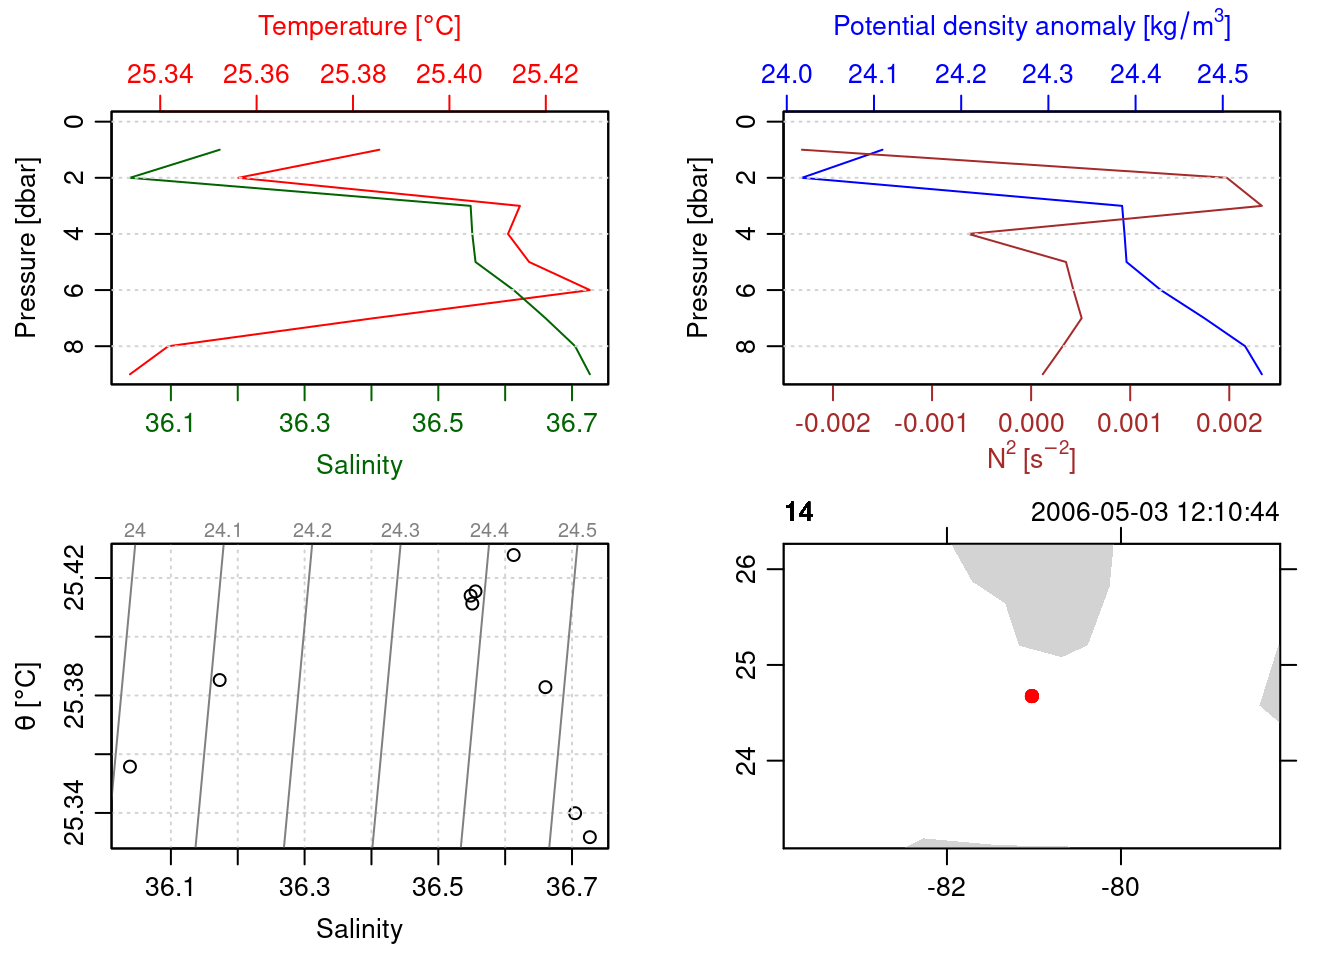 Temperature [°C]
25.34 25.36 25.38 25.40 25.42
Pressure [dbar]
0
2
4
6
8
36.1 36.3 36.5 36.7
Salinity
Potential density anomaly [kg/m³]
24.0 24.1 24.2 24.3 24.4 24.5
Pressure [dbar]
0
2
4
6
8
-0.002 -0.001 0.000 0.001 0.002
N² [s⁻²]
24 24.1 24.2 24.3 24.4 24.5
θ [°C]
25.42
25.38
25.34
36.1 36.3 36.5 36.7
Salinity
14 2006-05-03 12:10:44
26
25
24
-82 -80